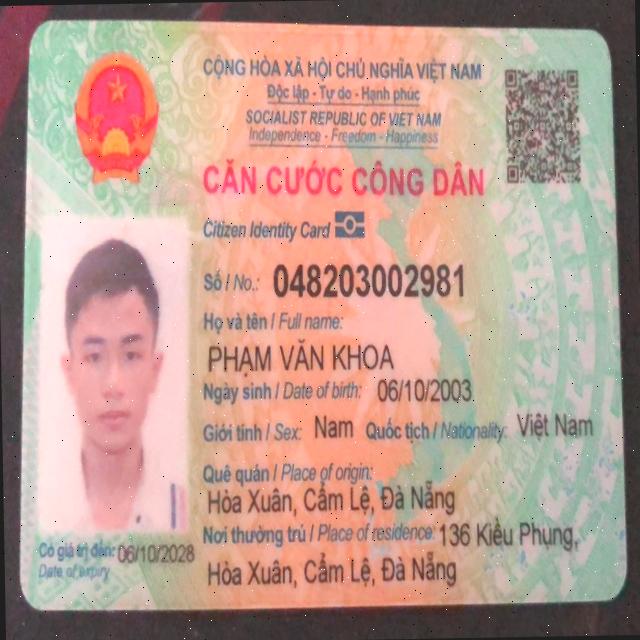 CỘNG HÒA XÃ HỘI CHỦ NGHĨA VIỆT NAM
Độc lập - Tự do - Hạnh phúc
SOCIALIST REPUBLIC OF VIET NAM
Independence - Freedom - Happiness
CĂN CƯỚC CÔNG DÂN
Citizen Identity Card
Số / No.: 048203002981
Họ và tên / Full name:
PHẠM VĂN KHOA
Ngày sinh / Date of birth: 06/10/2003.
Giới tính / Sex: Nam Quốc tịch / Nationality: Việt Nam
Quê quán / Place of origin:
Hòa Xuân, Cẩm Lệ, Đà Nẵng
Nơi thường trú / Place of residence: 136 Kiều Phụng,
Hòa Xuân, Cẩm Lệ, Đà Nẵng
Có giá trị đến: 06/10/2028
Date of expiry